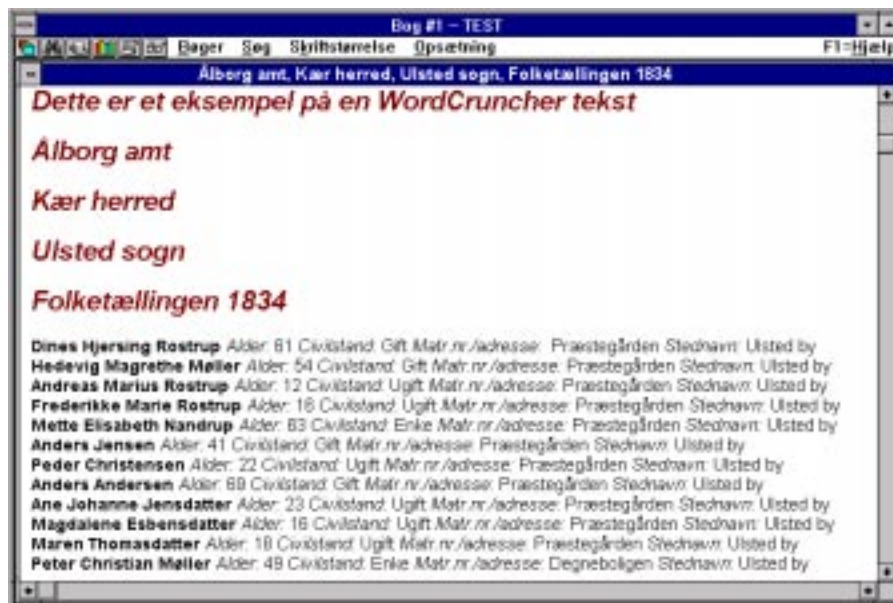 Bog #1 – TEST
Bøger Søg Skriftstørrelse Opsætning F1=Hjælp
Ålborg amt, Kær herred, Ulsted sogn, Folketællingen 1834
Dette er et eksempel på en WordCruncher tekst
Ålborg amt
Kær herred
Ulsted sogn
Folketællingen 1834
Dines Hjersing Rostrup Alder: 61 Civilstand: Gift Matr.nr./adresse: Præstegården Stednavn: Ulsted by
Hedevig Magrethe Møller Alder: 54 Civilstand: Gift Matr.nr./adresse: Præstegården Stednavn: Ulsted by
Andreas Marius Rostrup Alder: 12 Civilstand: Ugift Matr.nr./adresse: Præstegården Stednavn: Ulsted by
Frederikke Marie Rostrup Alder: 16 Civilstand: Ugift Matr.nr./adresse: Præstegården Stednavn: Ulsted by
Mette Elisabeth Nandrup Alder: 63 Civilstand: Enke Matr.nr./adresse: Præstegården Stednavn: Ulsted by
Anders Jensen Alder: 41 Civilstand: Gift Matr.nr./adresse: Præstegården Stednavn: Ulsted by
Peder Christensen Alder: 22 Civilstand: Ugift Matr.nr./adresse: Præstegården Stednavn: Ulsted by
Anders Andersen Alder: 69 Civilstand: Gift Matr.nr./adresse: Præstegården Stednavn: Ulsted by
Ane Johanne Jensdatter Alder: 23 Civilstand: Ugift Matr.nr./adresse: Præstegården Stednavn: Ulsted by
Magdalene Esbensdatter Alder: 16 Civilstand: Ugift Matr.nr./adresse: Præstegården Stednavn: Ulsted by
Maren Thomasdatter Alder: 18 Civilstand: Ugift Matr.nr./adresse: Præstegården Stednavn: Ulsted by
Peter Christian Møller Alder: 49 Civilstand: Enke Matr.nr./adresse: Degneboligen Stednavn: Ulsted by